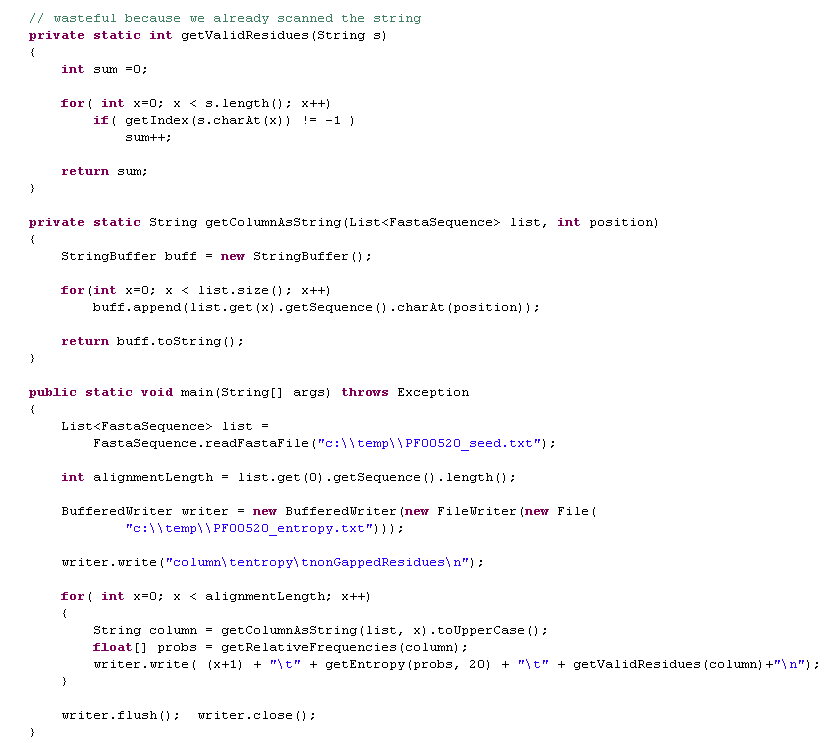 // wasteful because we already scanned the string
private static int getValidResidues(String s)
{
    int sum =0;

    for( int x=0; x < s.length(); x++)
        if( getIndex(s.charAt(x)) != -1 )
            sum++;

    return sum;
}

private static String getColumnAsString(List<FastaSequence> list, int position)
{
    StringBuffer buff = new StringBuffer();

    for(int x=0; x < list.size(); x++)
        buff.append(list.get(x).getSequence().charAt(position));

    return buff.toString();
}

public static void main(String[] args) throws Exception
{
    List<FastaSequence> list =
        FastaSequence.readFastaFile("c:\\temp\\PF00520_seed.txt");

    int alignmentLength = list.get(0).getSequence().length();

    BufferedWriter writer = new BufferedWriter(new FileWriter(new File(
            "c:\\temp\\PF00520_entropy.txt")));

    writer.write("column\tentropy\tnonGappedResidues\n");

    for( int x=0; x < alignmentLength; x++)
    {
        String column = getColumnAsString(list, x).toUpperCase();
        float[] probs = getRelativeFrequencies(column);
        writer.write( (x+1) + "\t" + getEntropy(probs, 20) + "\t" + getValidResidues(column)+"\n");
    }

    writer.flush();  writer.close();
}